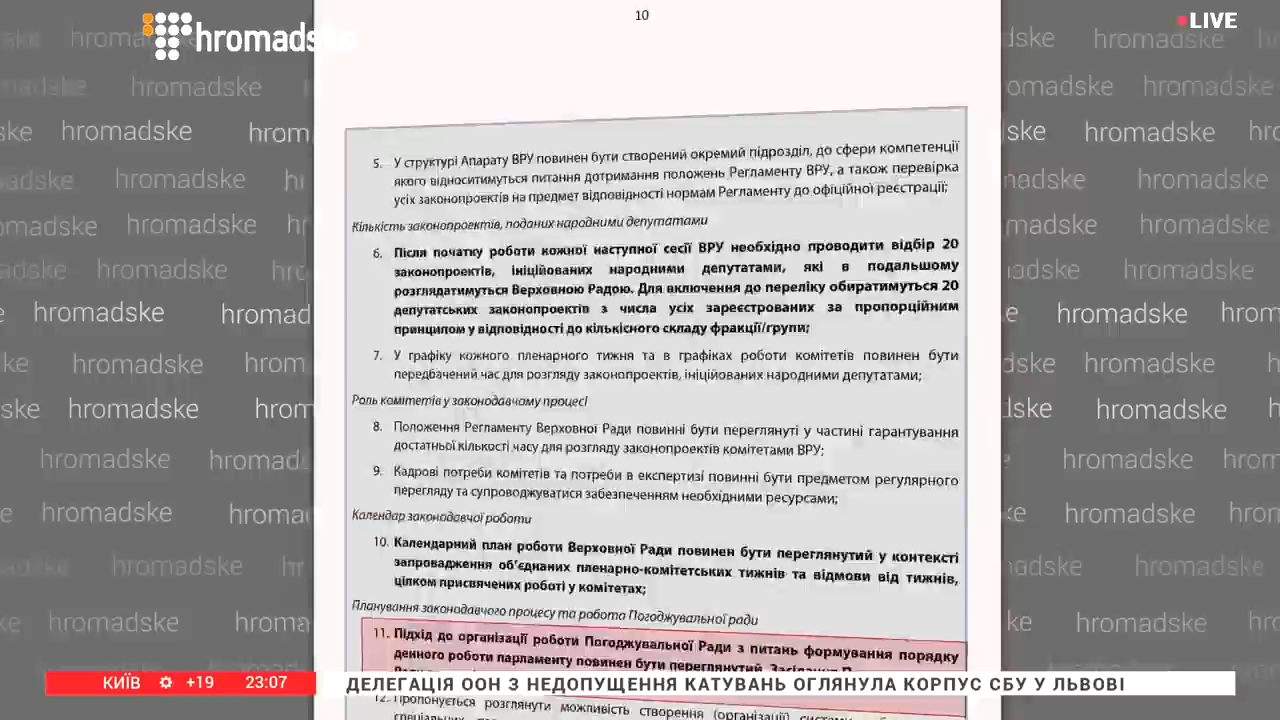 10
hromadske
LIVE
5. У структурі Апарату ВРУ повинен бути створений окремий підрозділ, до сфери компетенції
якого відноситимуться питання дотримання положень Регламенту ВРУ, а також перевірка
усіх законопроектів на предмет відповідності нормам Регламенту до офіційної реєстрації;
Кількість законопроектів, поданих народними депутатами
6. Після початку роботи кожної наступної сесії ВРУ необхідно проводити відбір 20
законопроектів, ініційованих народними депутатами, які в подальшому
розглядатимуться Верховною Радою. Для включення до переліку обиратимуться 20
депутатських законопроектів з числа усіх зареєстрованих за пропорційним
принципом у відповідності до кількісного складу фракції/групи;
7. У графіку кожного пленарного тижня та в графіках роботи комітетів повинен бути
передбачений час для розгляду законопроектів, ініційованих народними депутатами;
Роль комітетів у законодавчому процесі
8. Положення Регламенту Верховної Ради повинні бути переглянуті у частині гарантування
достатньої кількості часу для розгляду законопроектів комітетами ВРУ;
9. Кадрові потреби комітетів та потреби в експертизі повинні бути предметом регулярного
перегляду та супроводжуватися забезпеченням необхідними ресурсами;
Календар законодавчої роботи
10. Календарний план роботи Верховної Ради повинен бути переглянутий у контексті
запровадження об’єднаних пленарно-комітетських тижнів та відмови від тижнів,
цілком присвячених роботі у комітетах;
Планування законодавчого процесу та робота Погоджувальної ради
11. Підхід до організації роботи Погоджувальної Ради з питань формування порядку
денного роботи парламенту повинен бути переглянутий. Засідання
12. Пропонується розглянути можливість створення (організації)
КИЇВ +19 23:07
ДЕЛЕГАЦІЯ ООН З НЕДОПУЩЕННЯ КАТУВАНЬ ОГЛЯНУЛА КОРПУС СБУ У ЛЬВОВІ